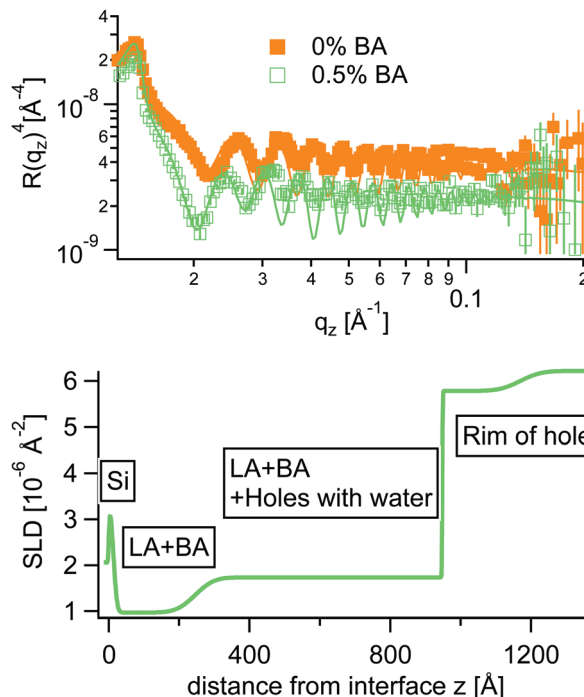 4
2
10^-8
6
4
2
10^-9
R(q_z)^4 [Å^-4]
0% BA
0.5% BA
2 3 4 5 6 7 8 9 0.1 2
q_z [Å^-1]
6
5
4
3
2
1
SLD [10^-6 Å^-2]
Si
LA+BA
LA+BA
+Holes with water
Rim of hole
0 400 800 1200
distance from interface z [Å]